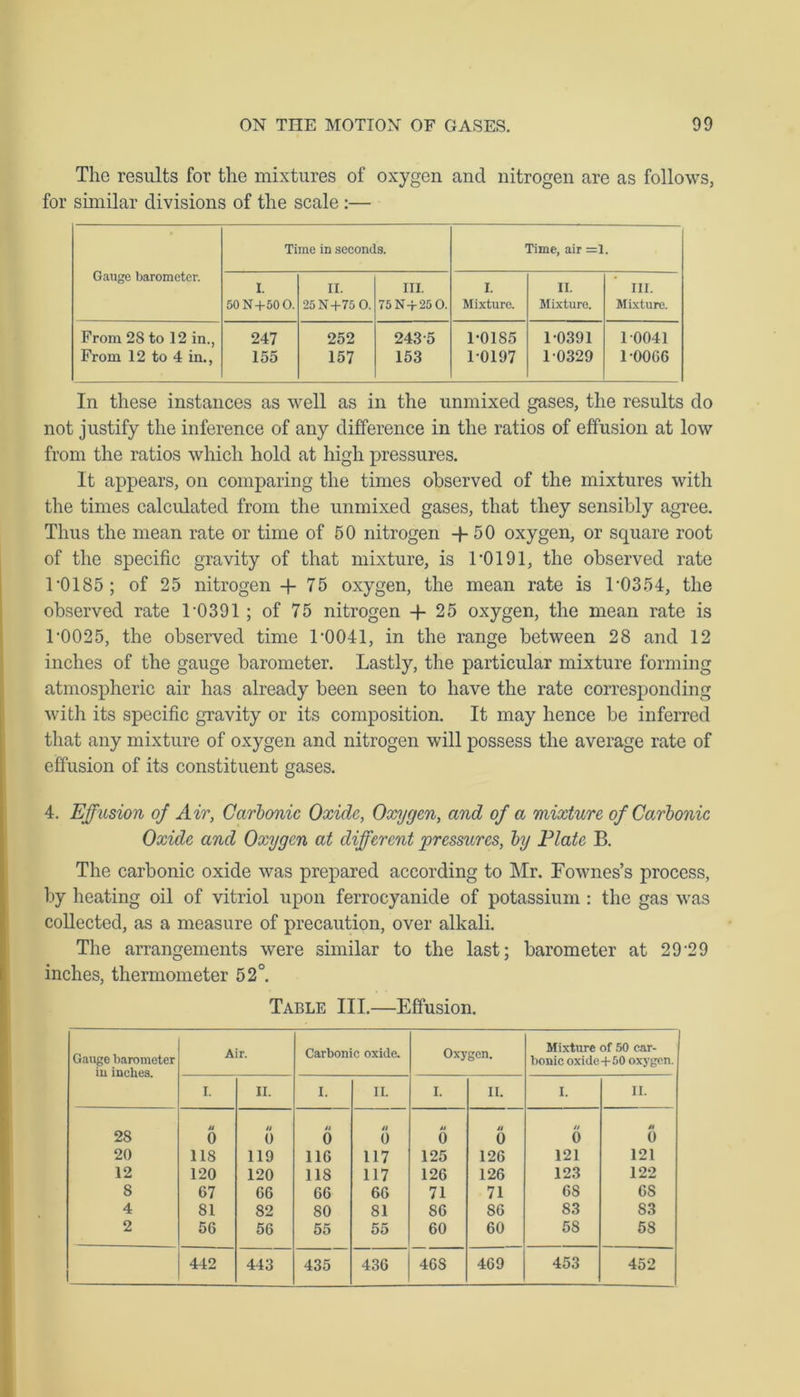 ON THE MOTION OF GASES. 99
The results for the mixtures of oxygen and nitrogen are as follows,
for similar divisions of the scale :—
Gauge barometer. Time in seconds. Time, air =1.
I. II. III. I. II. III.
50 N+50 O. 25 N+75 O. 75 N+25 O. Mixture. Mixture. Mixture.
From 28 to 12 in., 247 252 243·5 1·0185 1·0391 1·0041
From 12 to 4 in., 155 157 153 1·0197 1·0329 1·0066
In these instances as well as in the unmixed gases, the results do
not justify the inference of any difference in the ratios of effusion at low
from the ratios which hold at high pressures.
It appears, on comparing the times observed of the mixtures with
the times calculated from the unmixed gases, that they sensibly agree.
Thus the mean rate or time of 50 nitrogen + 50 oxygen, or square root
of the specific gravity of that mixture, is 1·0191, the observed rate
1·0185; of 25 nitrogen + 75 oxygen, the mean rate is 1·0354, the
observed rate 1·0391; of 75 nitrogen + 25 oxygen, the mean rate is
1·0025, the observed time 1·0041, in the range between 28 and 12
inches of the gauge barometer. Lastly, the particular mixture forming
atmospheric air has already been seen to have the rate corresponding
with its specific gravity or its composition. It may hence be inferred
that any mixture of oxygen and nitrogen will possess the average rate of
effusion of its constituent gases.
4. Effusion of Air, Carbonic Oxide, Oxygen, and of a mixture of Carbonic
Oxide and Oxygen at different pressures, by Plate B.
The carbonic oxide was prepared according to Mr. Fownes's process,
by heating oil of vitriol upon ferrocyanide of potassium : the gas was
collected, as a measure of precaution, over alkali.
The arrangements were similar to the last; barometer at 29·29
inches, thermometer 52°.
TABLE III.—Effusion.
Gauge barometer in inches. Air. Carbonic oxide. Oxygen. Mixture of 50 carbonic oxide+50 oxygen.
I. II. I. II. I. II. I. II.
28 0″ 0″ 0″ 0″ 0″ 0″ 0″ 0″
20 118 119 116 117 125 126 121 121
12 120 120 118 117 126 126 123 122
8 67 66 66 66 71 71 68 68
4 81 82 80 81 86 86 83 83
2 56 56 55 55 60 60 58 58
442 443 435 436 468 469 453 452